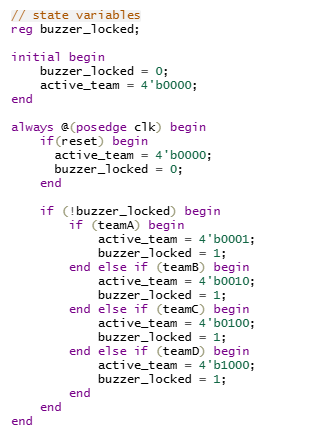 // state variables
reg buzzer_locked;

initial begin
    buzzer_locked = 0;
    active_team = 4'b0000;
end

always @(posedge clk) begin
    if(reset) begin
      active_team = 4'b0000;
      buzzer_locked = 0;
    end

    if (!buzzer_locked) begin
        if (teamA) begin
            active_team = 4'b0001;
            buzzer_locked = 1;
        end else if (teamB) begin
            active_team = 4'b0010;
            buzzer_locked = 1;
        end else if (teamC) begin
            active_team = 4'b0100;
            buzzer_locked = 1;
        end else if (teamD) begin
            active_team = 4'b1000;
            buzzer_locked = 1;
        end
    end
end